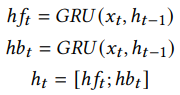 hf_t = GRU(x_t, h_{t-1})
hb_t = GRU(x_t, h_{t-1})
h_t = [hf_t; hb_t]